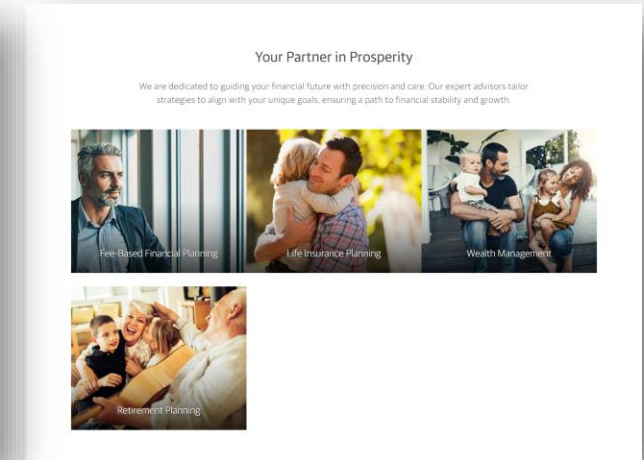 Your Partner in Prosperity
We are dedicated to guiding your financial future with precision and care. Our expert advisors tailor
strategies to align with your unique goals, ensuring a path to financial stability and growth.
Fee-Based Financial Planning
Life Insurance Planning
Wealth Management
Retirement Planning